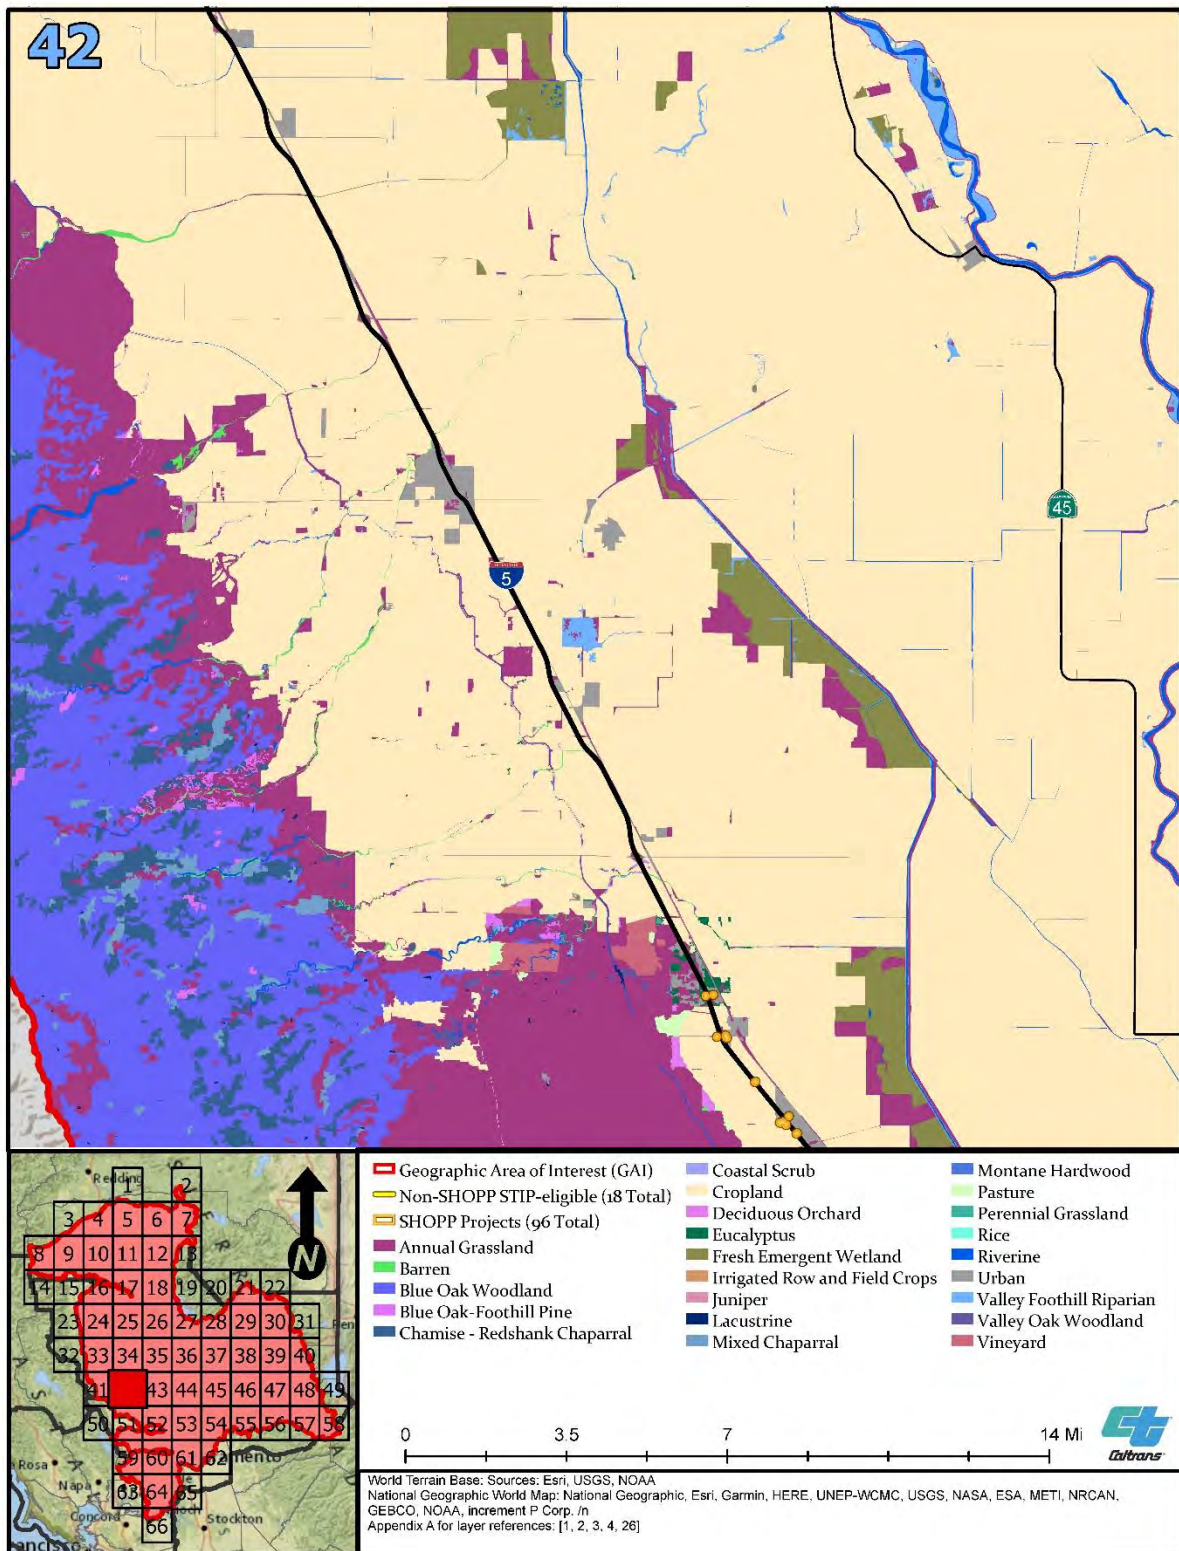 42
45
5
Redding
1
2
3 4 5 6 7
8 9 10 11 12 13
14 15 16 17 18 19 20 21 22
23 24 25 26 27 28 29 30 31
32 33 34 35 36 37 38 39 40
41 43 44 45 46 47 48 49
50 51 52 53 54 55 56 57 58
59 60 61 62
Rosa
Napa
63 64 65
Concord
Stockton
66
N
Geographic Area of Interest (GAI)
Non-SHOPP STIP-eligible (18 Total)
SHOPP Projects (96 Total)
Annual Grassland
Barren
Blue Oak Woodland
Blue Oak-Foothill Pine
Chamise - Redshank Chaparral
Coastal Scrub
Cropland
Deciduous Orchard
Eucalyptus
Fresh Emergent Wetland
Irrigated Row and Field Crops
Juniper
Lacustrine
Mixed Chaparral
Montane Hardwood
Pasture
Perennial Grassland
Rice
Riverine
Urban
Valley Foothill Riparian
Valley Oak Woodland
Vineyard
0 3.5 7 14 Mi
Caltrans
World Terrain Base: Sources: Esri, USGS, NOAA
National Geographic World Map: National Geographic, Esri, Garmin, HERE, UNEP-WCMC, USGS, NASA, ESA, METI, NRCAN,
GEBCO, NOAA, increment P Corp. /n
Appendix A for layer references: [1, 2, 3, 4, 26]